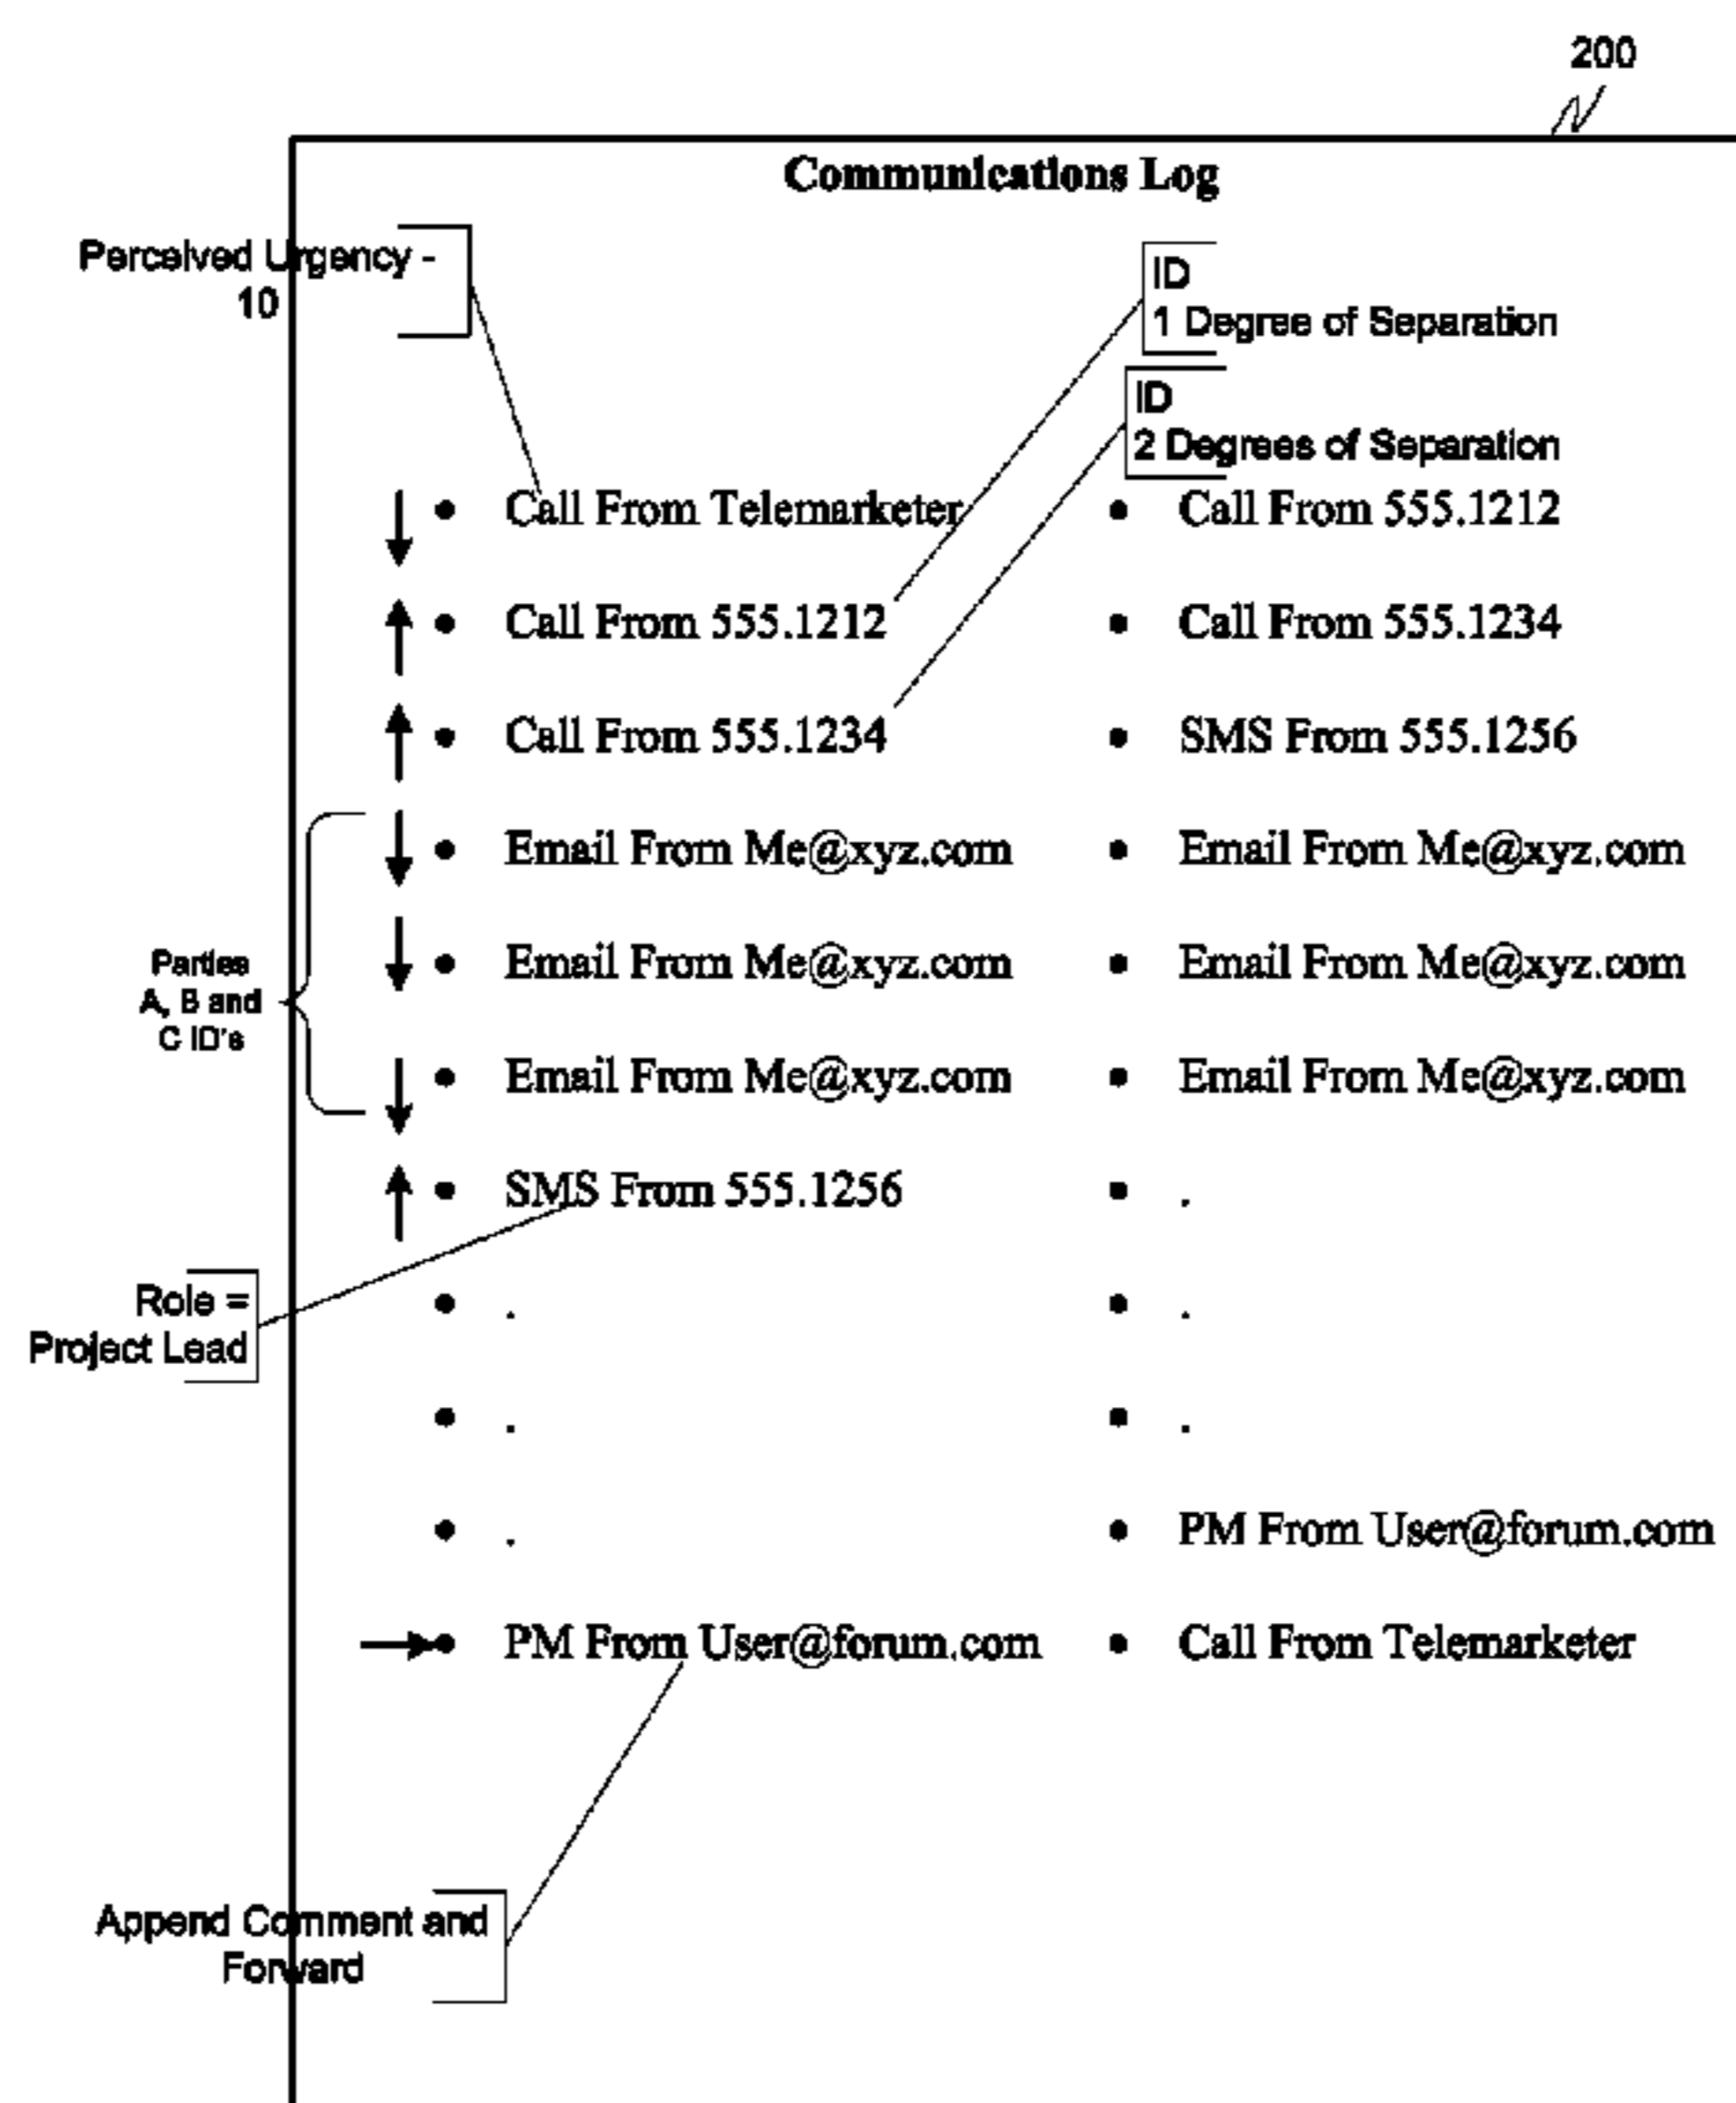 200
Communications Log
Perceived Urgency -
10
ID
1 Degree of Separation
ID
2 Degrees of Separation
• Call From Telemarketer
• Call From 555.1212
• Call From 555.1212
• Call From 555.1234
• Call From 555.1234
• SMS From 555.1256
• Email From Me@xyz.com
• Email From Me@xyz.com
Parties
A, B and
C ID's
• Email From Me@xyz.com
• Email From Me@xyz.com
• Email From Me@xyz.com
• Email From Me@xyz.com
• SMS From 555.1256
• .
Role =
Project Lead
• .
• .
• .
• .
• .
• PM From User@forum.com
• PM From User@forum.com
• Call From Telemarketer
Append Comment and
Forward